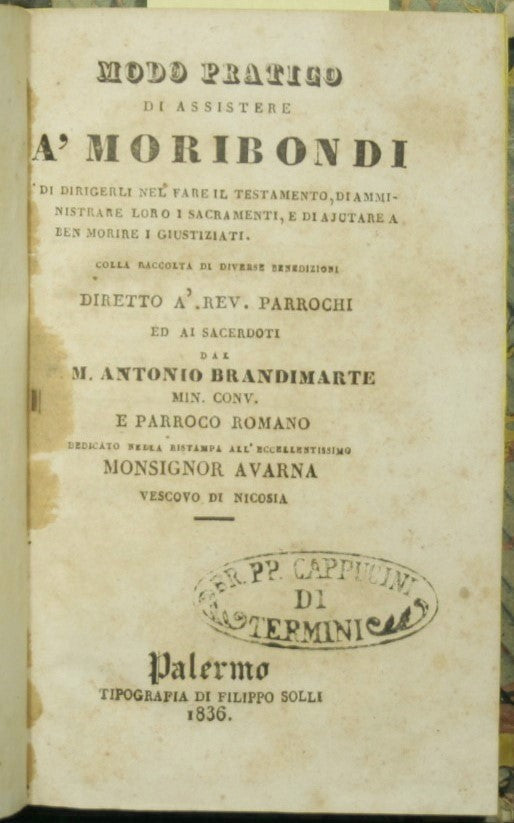 MODO PRATICO
DI ASSISTERE
A' MORIBONDI
DI DIRIGERLI NEL FARE IL TESTAMENTO, DI AMMI-
NISTRARE LORO I SACRAMENTI, E DI AJUTARE A
BEN MORIRE I GIUSTIZIATI.
COLLA RACCOLTA DI DIVERSE BENEDIZIONI
DIRETTO A'.REV. PARROCHI
ED AI SACERDOTI
DAL
M. ANTONIO BRANDIMARTE
MIN. CONV.
E PARROCO ROMANO
DEDICATO NELLA RISTAMPA ALL' ECCELLENTISSIMO
MONSIGNOR AVARNA
VESCOVO DI NICOSIA
PP. CAPPUCINI
DI
TERMINI
Palermo
TIPOGRAFIA DI FILIPPO SOLLI
1836.